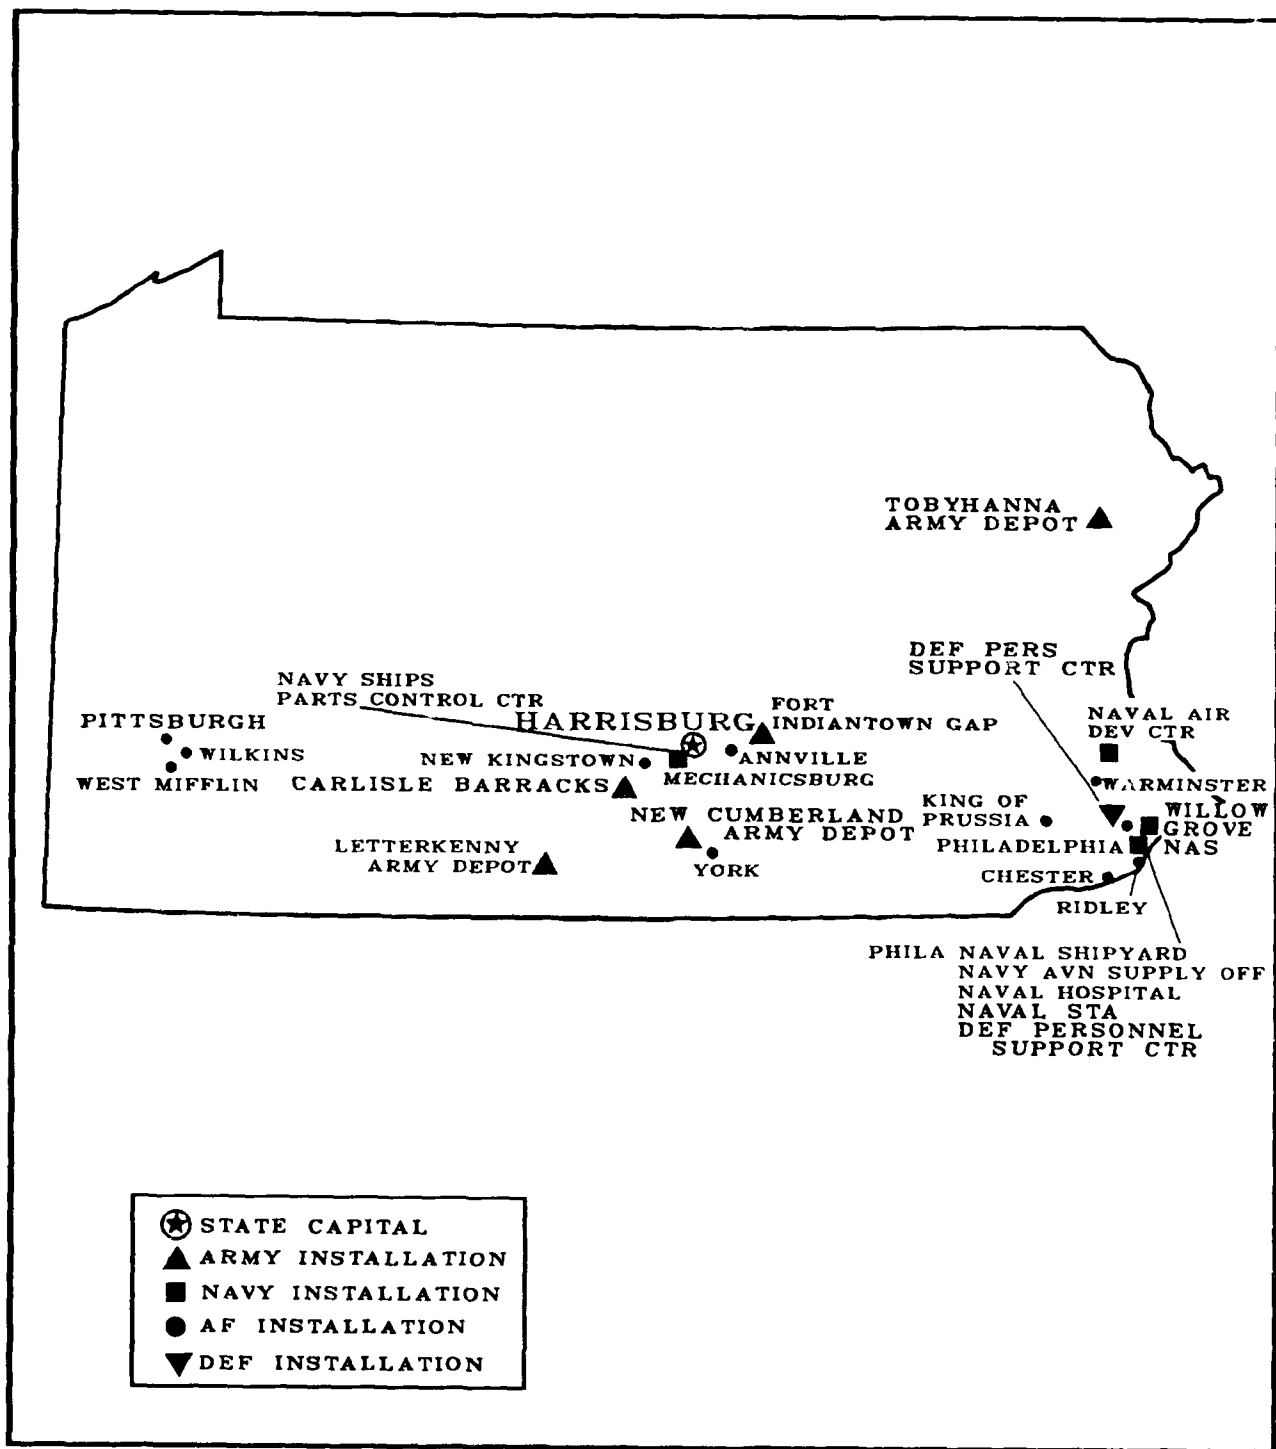 TOBYHANNA
ARMY DEPOT
DEF PERS
SUPPORT CTR
NAVY SHIPS
PARTS CONTROL CTR
HARRISBURG
FORT
INDIANTOWN GAP
NAVAL AIR
DEV CTR
PITTSBURGH
WILKINS
WEST MIFFLIN
NEW KINGSTOWN
ANNVILLE
MECHANICSBURG
CARLISLE BARRACKS
WARMINSTER
KING OF
PRUSSIA
NEW CUMBERLAND
ARMY DEPOT
WILLOW
GROVE
NAS
LETTERKENNY
ARMY DEPOT
YORK
PHILADELPHIA
CHESTER
RIDLEY
PHILA NAVAL SHIPYARD
NAVY AVN SUPPLY OFF
NAVAL HOSPITAL
NAVAL STA
DEF PERSONNEL
SUPPORT CTR
STATE CAPITAL
ARMY INSTALLATION
NAVY INSTALLATION
AF INSTALLATION
DEF INSTALLATION